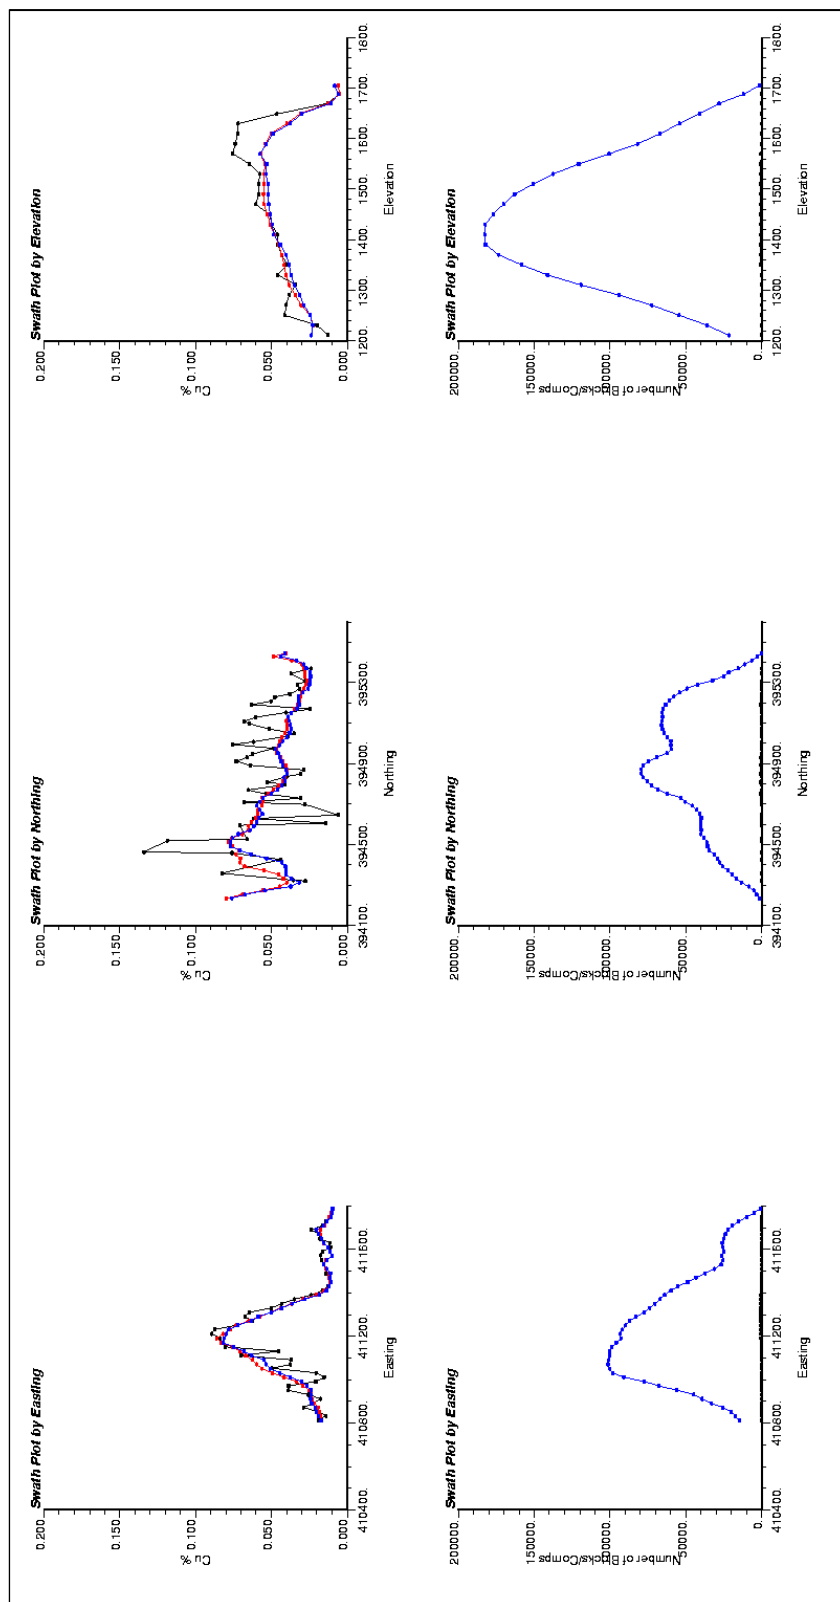 Swath Plot by Easting
0.200
0.150
0.100
0.050
0.000
Cu %
410400. 410800. 411200. 411600.
Easting
Swath Plot by Northing
0.200
0.150
0.100
0.050
0.000
Cu %
394100. 394500. 394900. 395300.
Northing
Swath Plot by Elevation
0.200
0.150
0.100
0.050
0.000
Cu %
1200. 1300. 1400. 1500. 1600. 1700. 1800.
Elevation
Swath Plot by Easting
200000.
150000.
100000.
50000.
0.
Number of Blocks/Comps
410400. 410800. 411200. 411600.
Easting
Swath Plot by Northing
200000.
150000.
100000.
50000.
0.
Number of Blocks/Comps
394100. 394500. 394900. 395300.
Northing
Swath Plot by Elevation
200000.
150000.
100000.
50000.
0.
Number of Blocks/Comps
1200. 1300. 1400. 1500. 1600. 1700. 1800.
Elevation